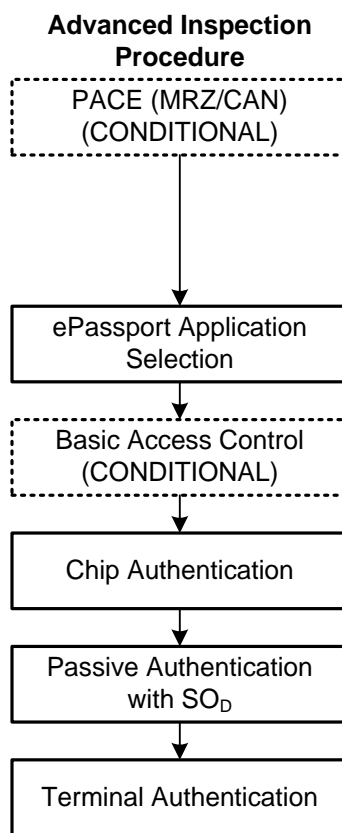 Advanced Inspection
Procedure
PACE (MRZ/CAN)
(CONDITIONAL)
ePassport Application
Selection
Basic Access Control
(CONDITIONAL)
Chip Authentication
Passive Authentication
with SO_D
Terminal Authentication